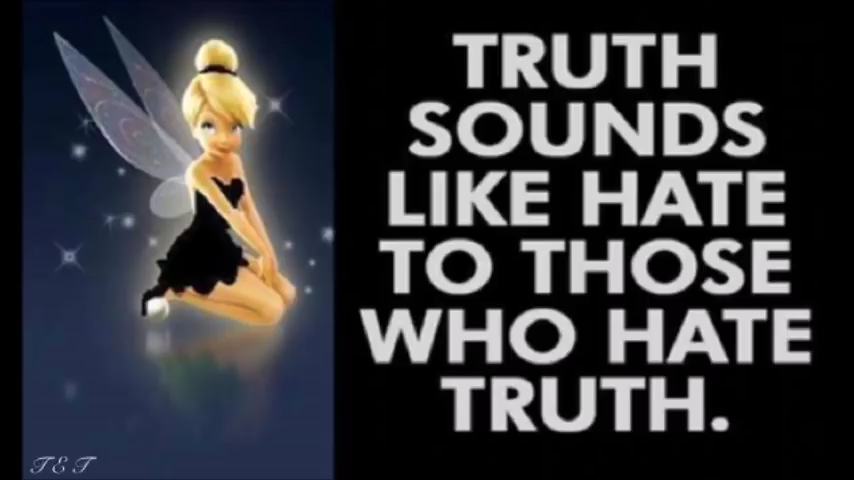 TRUTH
SOUNDS
LIKE HATE
TO THOSE
WHO HATE
TRUTH.
T&T